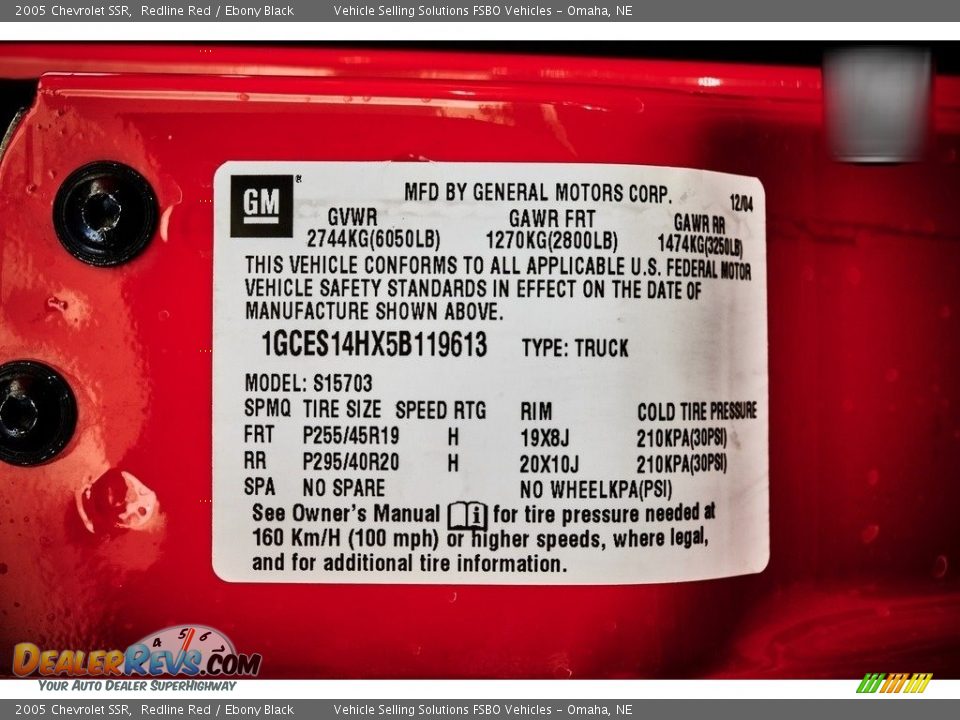 2005 Chevrolet SSR, Redline Red / Ebony Black Vehicle Selling Solutions FSBO Vehicles - Omaha, NE
GM®
MFD BY GENERAL MOTORS CORP. 12/04
GVWR GAWR FRT GAWR RR
2744KG(6050LB) 1270KG(2800LB) 1474KG(3250LB)
THIS VEHICLE CONFORMS TO ALL APPLICABLE U.S. FEDERAL MOTOR
VEHICLE SAFETY STANDARDS IN EFFECT ON THE DATE OF
MANUFACTURE SHOWN ABOVE.
1GCES14HX5B119613 TYPE: TRUCK
MODEL: S15703
SPMQ TIRE SIZE SPEED RTG RIM COLD TIRE PRESSURE
FRT P255/45R19 H 19X8J 210KPA(30PSI)
RR P295/40R20 H 20X10J 210KPA(30PSI)
SPA NO SPARE NO WHEELKPA(PSI)
See Owner's Manual i for tire pressure needed at
160 Km/H (100 mph) or higher speeds, where legal,
and for additional tire information.
4 5 6
DEALERREVS.COM
YOUR AUTO DEALER SUPERHIGHWAY
2005 Chevrolet SSR, Redline Red / Ebony Black Vehicle Selling Solutions FSBO Vehicles - Omaha, NE